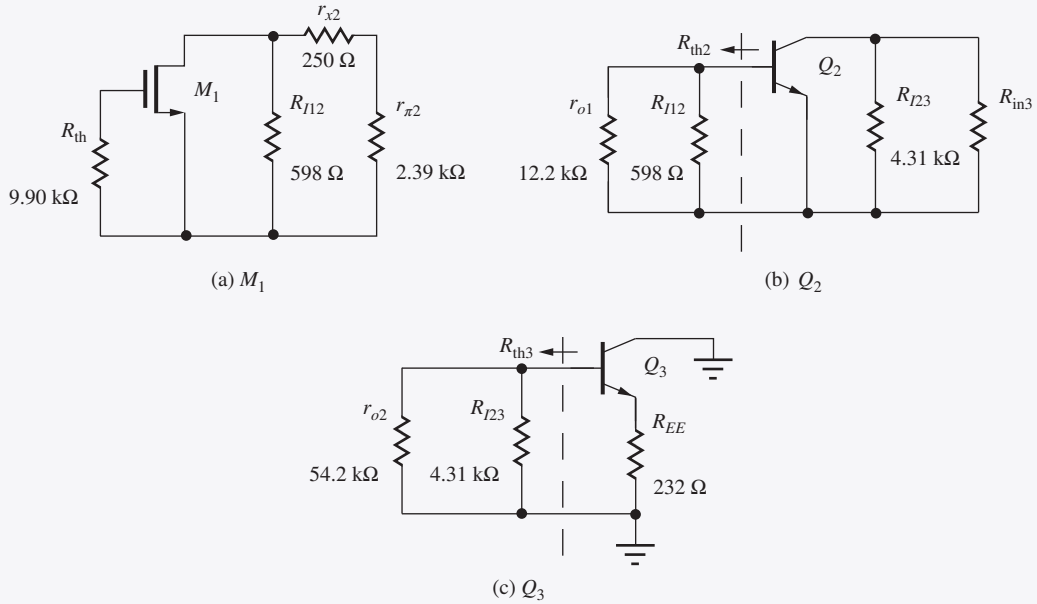 r_x2
250 Ω
M_1
R_th
9.90 kΩ
R_I12
598 Ω
r_π2
2.39 kΩ
(a) M_1
R_th2
Q_2
r_o1
12.2 kΩ
R_I12
598 Ω
R_I23
4.31 kΩ
R_in3
(b) Q_2
R_th3
Q_3
r_o2
54.2 kΩ
R_I23
4.31 kΩ
R_EE
232 Ω
(c) Q_3